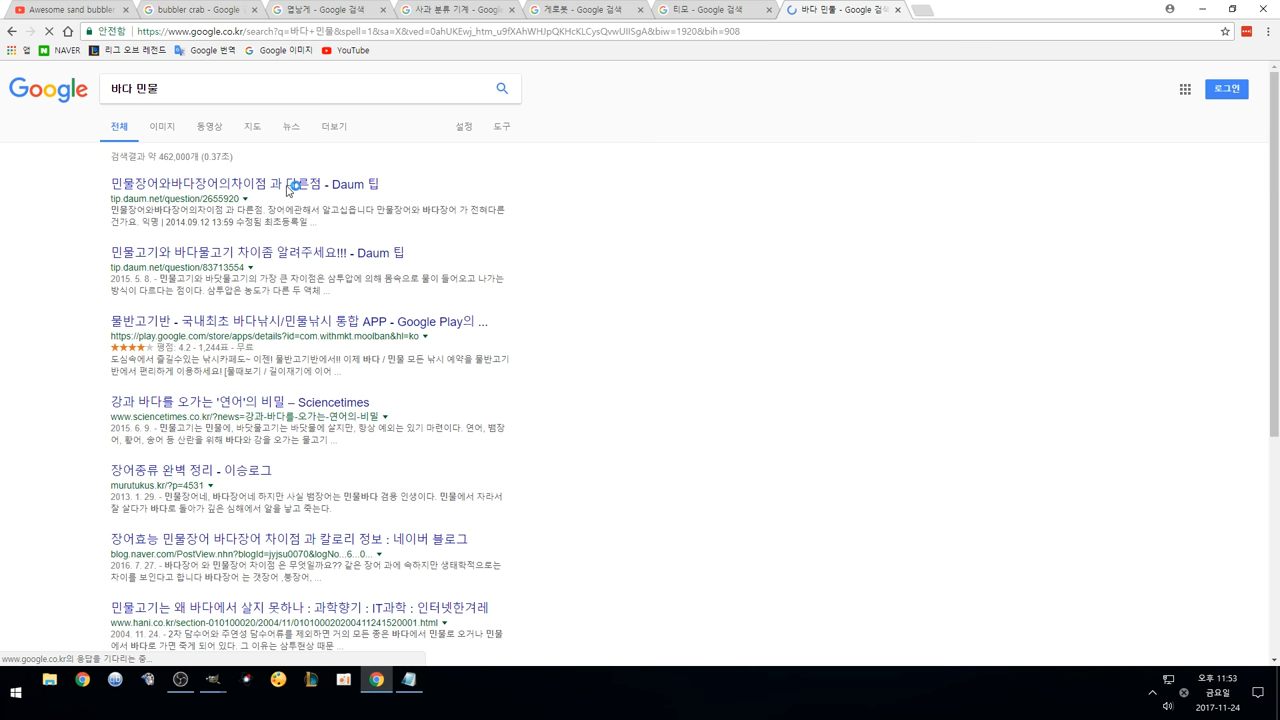 Awesome sand bubbler
bubbler crab - Google
엽낭게 - Google 검색
사과 분류 기계 - Google
게로롯 - Google 검색
티모 - Google 검색
바다 민물 - Google 검색
안전함 https://www.google.co.kr/search?q=바다+민물&spell=1&sa=X&ved=0ahUKEwj_htm_u9fXAhWHJpQKHcKLCysQvwUIISgA&biw=1920&bih=908
앱 NAVER 리그 오브 레전드 Google 번역 Google 이미지 YouTube
Google 바다 민물 로그인
전체 이미지 동영상 지도 뉴스 더보기 설정 도구
검색결과 약 462,000개 (0.37초)
민물장어와바다장어의차이점 과 다른점 - Daum 팁
tip.daum.net/question/2655920
민물장어와바다장어의차이점 과 다른점. 장어에관해서 알고싶읍니다 만물장어와 바다장어 가 전혀다른
건가요. 익명 | 2014.09.12 13:59 수정됨 최초등록일 ...
민물고기와 바다물고기 차이좀 알려주세요!!! - Daum 팁
tip.daum.net/question/83713554
2015. 5. 8. - 민물고기와 바닷물고기의 가장 큰 차이점은 삼투압에 의해 몸속으로 물이 들어오고 나가는
방식이 다르다는 점이다. 삼투압은 농도가 다른 두 액체 ...
물반고기반 - 국내최초 바다낚시/민물낚시 통합 APP - Google Play의 ...
https://play.google.com/store/apps/details?id=com.withmkt.moolban&hl=ko
평점: 4.2 - 1,244표 - 무료
도심속에서 즐길수있는 낚시카페도~ 이젠! 물반고기반에서!! 이제 바다 / 민물 모든 낚시 예약을 물반고기
반에서 편리하게 이용하세요! [물때보기 / 길이재기에 이어 ...
강과 바다를 오가는 '연어'의 비밀 – Sciencetimes
www.sciencetimes.co.kr/?news=강과-바다를-오가는-연어의-비밀
2015. 6. 9. - 민물고기는 민물에, 바닷물고기는 바닷물에 살지만, 항상 예외는 있기 마련이다. 연어, 뱀장
어, 황어, 송어 등 산란을 위해 바다와 강을 오가는 물고기 ...
장어종류 완벽 정리 - 이승로그
murutukus.kr/?p=4531
2013. 1. 29. - 민물장어네, 바다장어네 하지만 사실 뱀장어는 민물바다 겸용 인생이다. 민물에서 자라서
잘 살다가 바다로 돌아가 깊은 심해에서 알을 낳고 죽는다.
장어효능 민물장어 바다장어 차이점 과 칼로리 정보 : 네이버 블로그
blog.naver.com/PostView.nhn?blogId=jyjsu0070&logNo...6...0...
2016. 7. 27. - 바다장어 와 민물장어 차이점 은 무엇일까요?? 같은 장어 과에 속하지만 생태학적으로는
차이를 보인다고 합니다 바다장어 는 갯장어 ,붕장어, ...
민물고기는 왜 바다에서 살지 못하나 : 과학향기 : IT과학 : 인터넷한겨레
www.hani.co.kr/section-010100020/2004/11/010100020200411241520001.html
2004. 11. 24. - 2차 담수어와 주연성 담수어류를 제외하면 거의 모든 좋은 바다에서 민물로 오거나 민물
에서 바다로 가면 죽게 되어 있다. 그 이유는 삼투현상 때문 ...
www.google.co.kr의 응답을 기다리는 중...
오후 11:53
금요일
2017-11-24